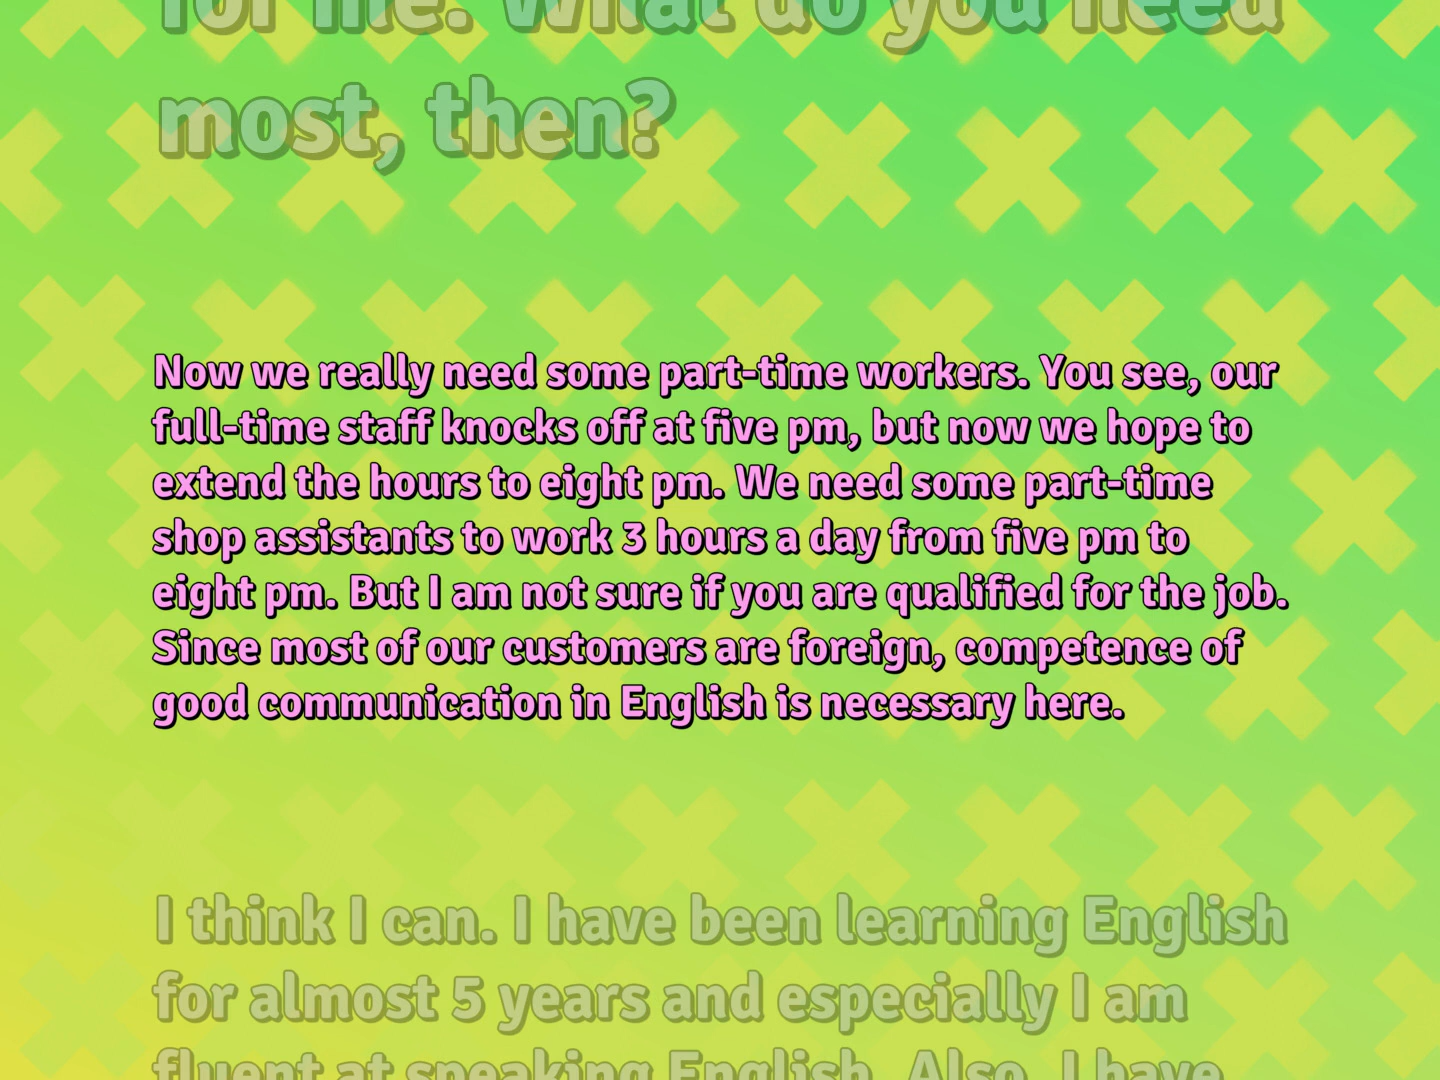 for me. What do you need
most, then?
Now we really need some part-time workers. You see, our
full-time staff knocks off at five pm, but now we hope to
extend the hours to eight pm. We need some part-time
shop assistants to work 3 hours a day from five pm to
eight pm. But I am not sure if you are qualified for the job.
Since most of our customers are foreign, competence of
good communication in English is necessary here.
I think I can. I have been learning English
for almost 5 years and especially I am
fluent at speaking English. Also, I have